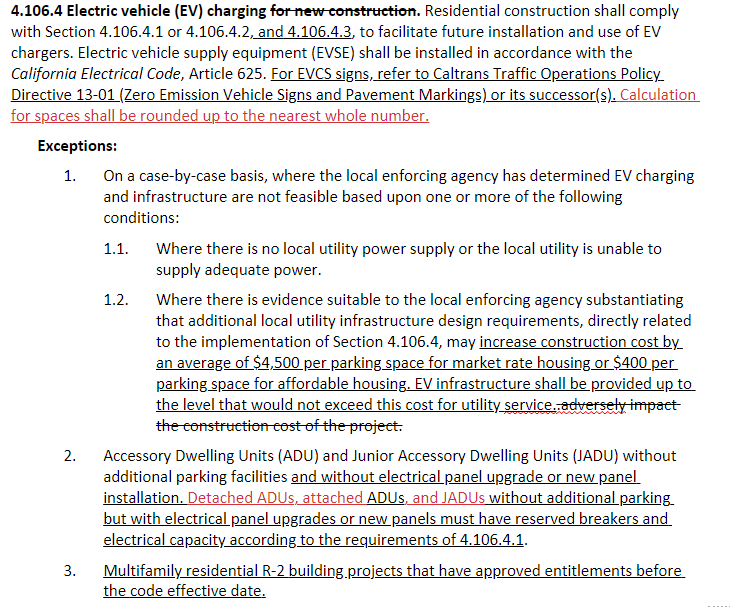 4.106.4 Electric vehicle (EV) charging for new construction. Residential construction shall comply
with Section 4.106.4.1 or 4.106.4.2, and 4.106.4.3, to facilitate future installation and use of EV
chargers. Electric vehicle supply equipment (EVSE) shall be installed in accordance with the
California Electrical Code, Article 625. For EVCS signs, refer to Caltrans Traffic Operations Policy
Directive 13-01 (Zero Emission Vehicle Signs and Pavement Markings) or its successor(s). Calculation
for spaces shall be rounded up to the nearest whole number.
Exceptions:
1. On a case-by-case basis, where the local enforcing agency has determined EV charging
and infrastructure are not feasible based upon one or more of the following
conditions:
1.1. Where there is no local utility power supply or the local utility is unable to
supply adequate power.
1.2. Where there is evidence suitable to the local enforcing agency substantiating
that additional local utility infrastructure design requirements, directly related
to the implementation of Section 4.106.4, may increase construction cost by
an average of $4,500 per parking space for market rate housing or $400 per
parking space for affordable housing. EV infrastructure shall be provided up to
the level that would not exceed this cost for utility service.:adversely impact
the construction cost of the project.
2. Accessory Dwelling Units (ADU) and Junior Accessory Dwelling Units (JADU) without
additional parking facilities and without electrical panel upgrade or new panel
installation. Detached ADUs, attached ADUs, and JADUs without additional parking
but with electrical panel upgrades or new panels must have reserved breakers and
electrical capacity according to the requirements of 4.106.4.1.
3. Multifamily residential R-2 building projects that have approved entitlements before
the code effective date.